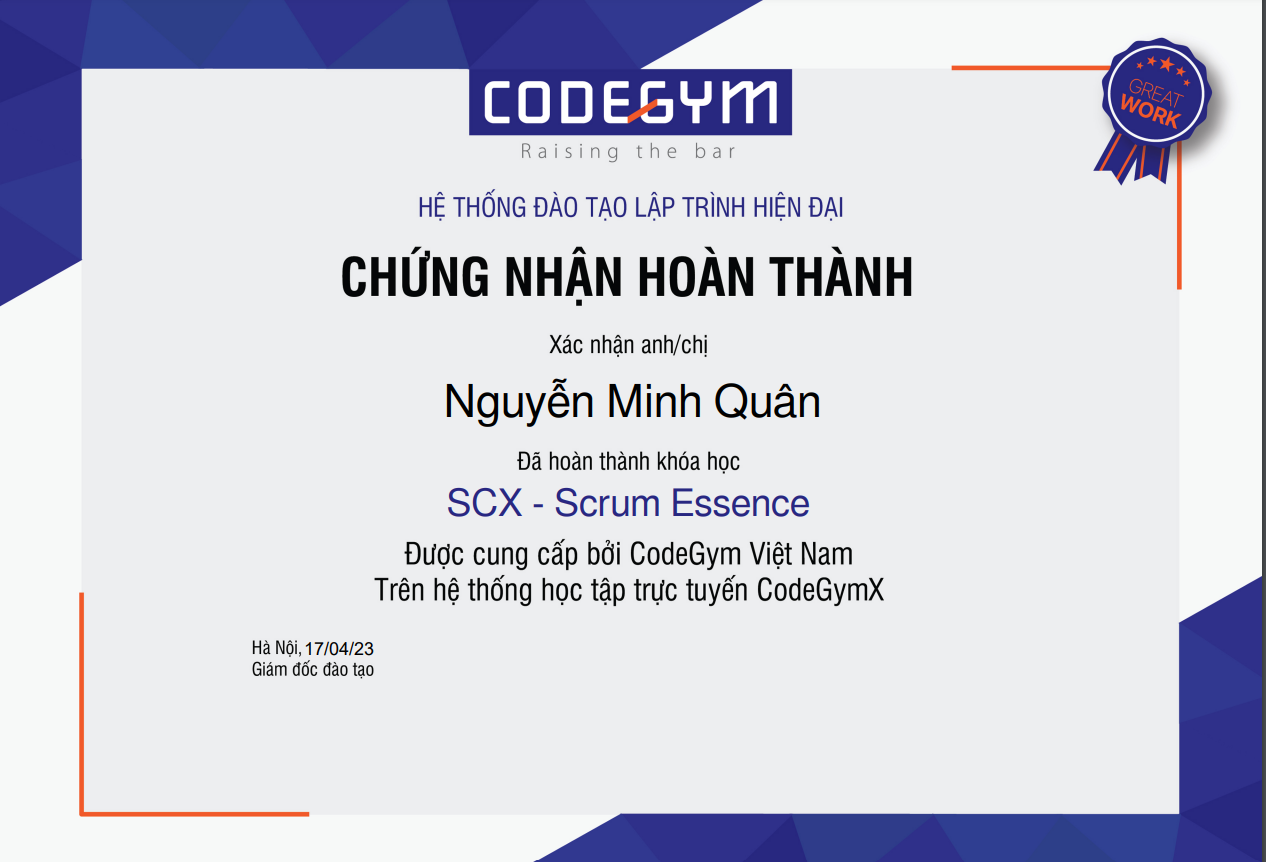 CODEGYM
Raising the bar
GREAT
WORK
HỆ THỐNG ĐÀO TẠO LẬP TRÌNH HIỆN ĐẠI
CHỨNG NHẬN HOÀN THÀNH
Xác nhận anh/chị
Nguyễn Minh Quân
Đã hoàn thành khóa học
SCX - Scrum Essence
Được cung cấp bởi CodeGym Việt Nam
Trên hệ thống học tập trực tuyến CodeGymX
Hà Nội, 17/04/23
Giám đốc đào tạo